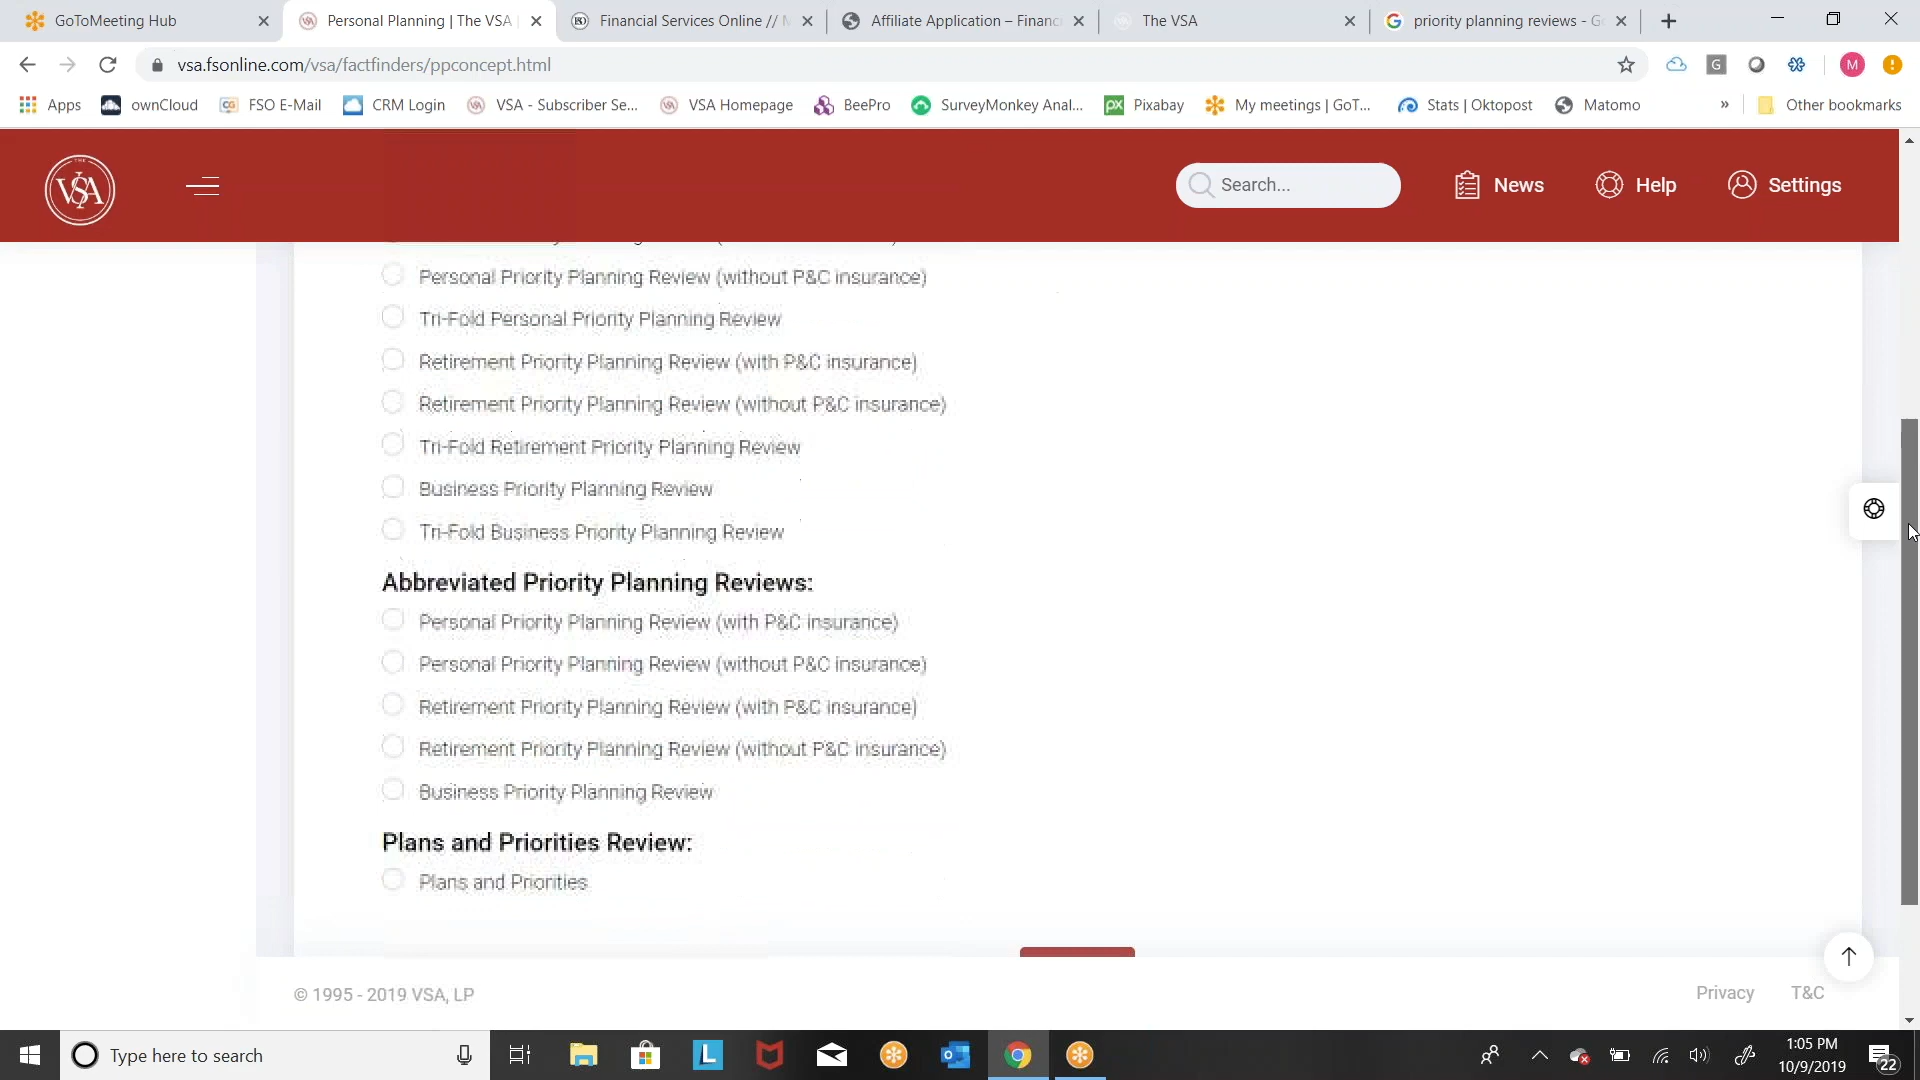 GoToMeeting Hub
Personal Planning | The VSA
Financial Services Online //
Affiliate Application – Financ
The VSA
priority planning reviews - G
vsa.fsonline.com/vsa/factfinders/ppconcept.html
G
M
Apps
ownCloud
FSO E-Mail
CRM Login
VSA - Subscriber Se...
VSA Homepage
BeePro
SurveyMonkey Anal...
Pixabay
My meetings | GoT...
Stats | Oktopost
Matomo
»
Other bookmarks
VSA
Search...
News
Help
Settings
Personal Priority Planning Review (without P&C insurance)
Tri-Fold Personal Priority Planning Review
Retirement Priority Planning Review (with P&C insurance)
Retirement Priority Planning Review (without P&C insurance)
Tri-Fold Retirement Priority Planning Review
Business Priority Planning Review
Tri-Fold Business Priority Planning Review
Abbreviated Priority Planning Reviews:
Personal Priority Planning Review (with P&C insurance)
Personal Priority Planning Review (without P&C insurance)
Retirement Priority Planning Review (with P&C insurance)
Retirement Priority Planning Review (without P&C insurance)
Business Priority Planning Review
Plans and Priorities Review:
Plans and Priorities
© 1995 - 2019 VSA, LP
Privacy
T&C
Type here to search
L
1:05 PM
10/9/2019
22